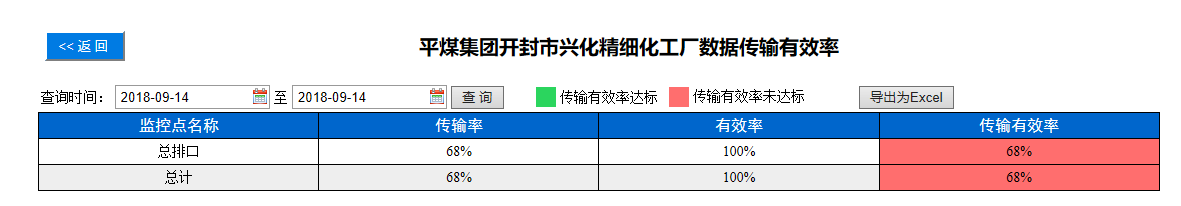 << 返 回
平煤集团开封市兴化精细化工厂数据传输有效率
查询时间： 2018-09-14 至 2018-09-14 查 询 传输有效率达标 传输有效率未达标 导出为Excel
监控点名称 传输率 有效率 传输有效率
总排口 68% 100% 68%
总计 68% 100% 68%